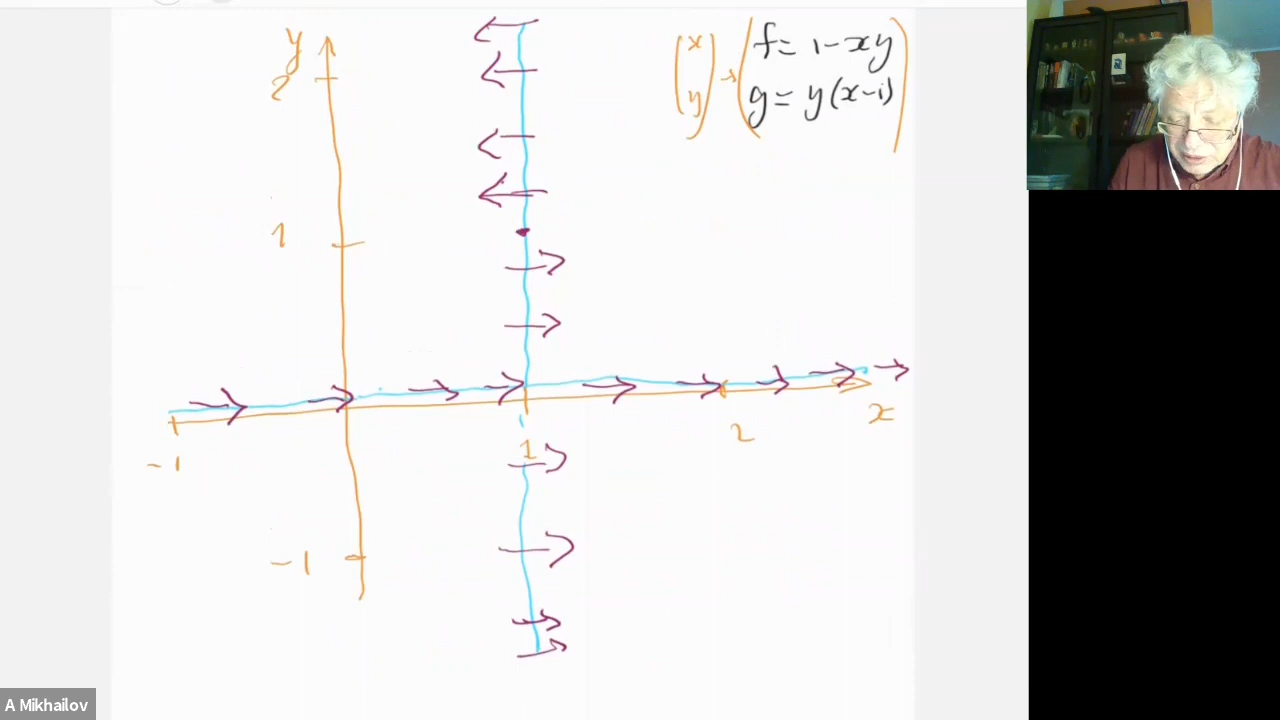 y
2
1
-1
1
2
x
-1
(x y) → (f = 1 - xy
g = y(x-1))
A Mikhailov